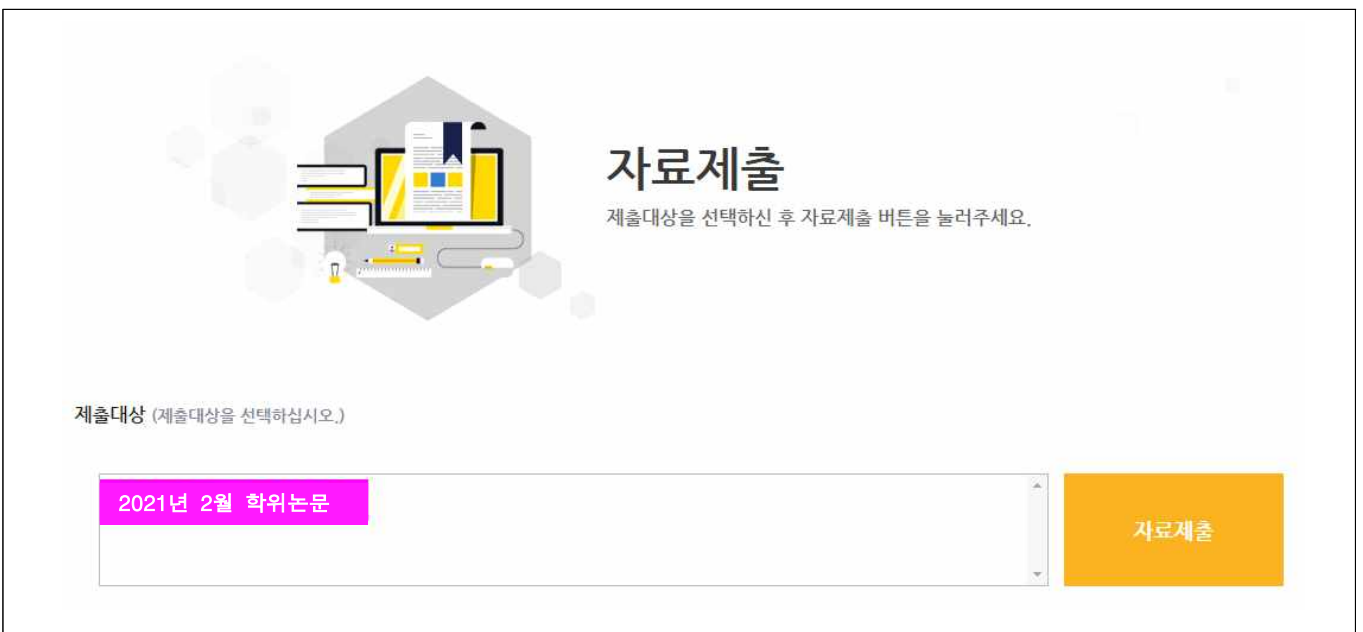 자료제출
제출대상을 선택하신 후 자료제출 버튼을 눌러주세요.
제출대상 (제출대상을 선택하십시오.)
2021년 2월 학위논문
자료제출